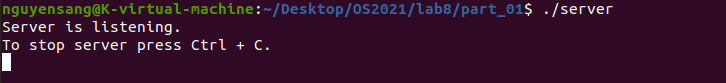 nguyensang@K-virtual-machine:~/Desktop/OS2021/lab8/part_01$ ./server
Server is listening.
To stop server press Ctrl + C.